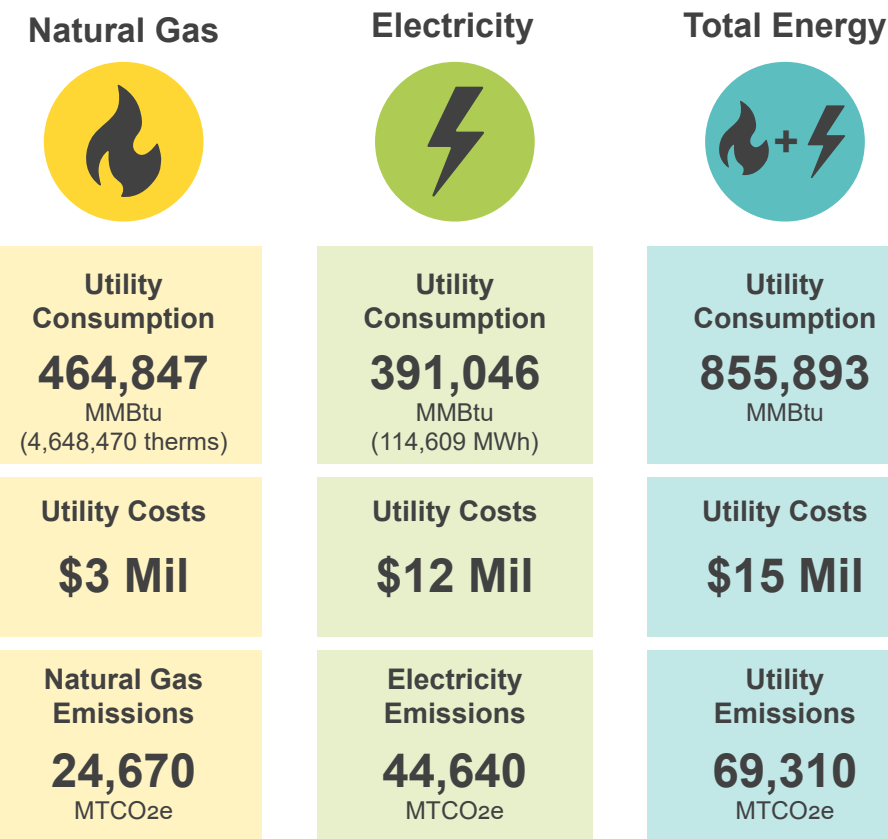 Natural Gas
Electricity
Total Energy
+
Utility
Consumption
464,847
MMBtu
(4,648,470 therms)
Utility
Consumption
391,046
MMBtu
(114,609 MWh)
Utility
Consumption
855,893
MMBtu
Utility Costs
$3 Mil
Utility Costs
$12 Mil
Utility Costs
$15 Mil
Natural Gas
Emissions
24,670
MTCO2e
Electricity
Emissions
44,640
MTCO2e
Utility
Emissions
69,310
MTCO2e